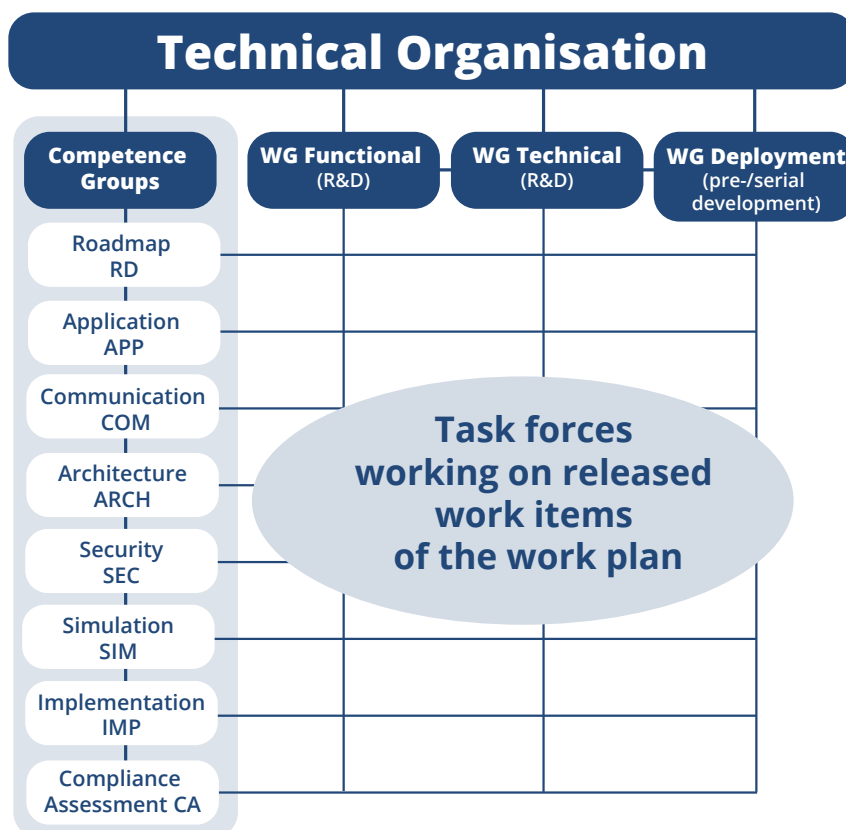 Technical Organisation
Competence
Groups
WG Functional
(R&D)
WG Technical
(R&D)
WG Deployment
(pre-/serial
development)
Roadmap
RD
Application
APP
Communication
COM
Architecture
ARCH
Security
SEC
Simulation
SIM
Implementation
IMP
Compliance
Assessment CA
Task forces
working on released
work items
of the work plan